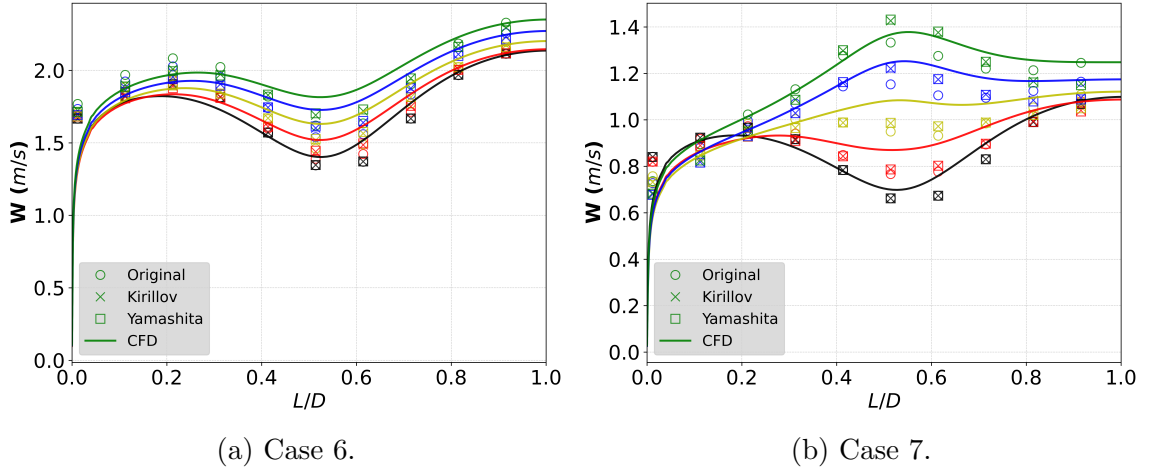 2.0
1.5
1.0
0.5
0.0
W (m/s)
Original
Kirillov
Yamashita
CFD
0.0 0.2 0.4 0.6 0.8 1.0
L/D
(a) Case 6.
1.4
1.2
1.0
0.8
0.6
0.4
0.2
0.0
W (m/s)
Original
Kirillov
Yamashita
CFD
0.0 0.2 0.4 0.6 0.8 1.0
L/D
(b) Case 7.